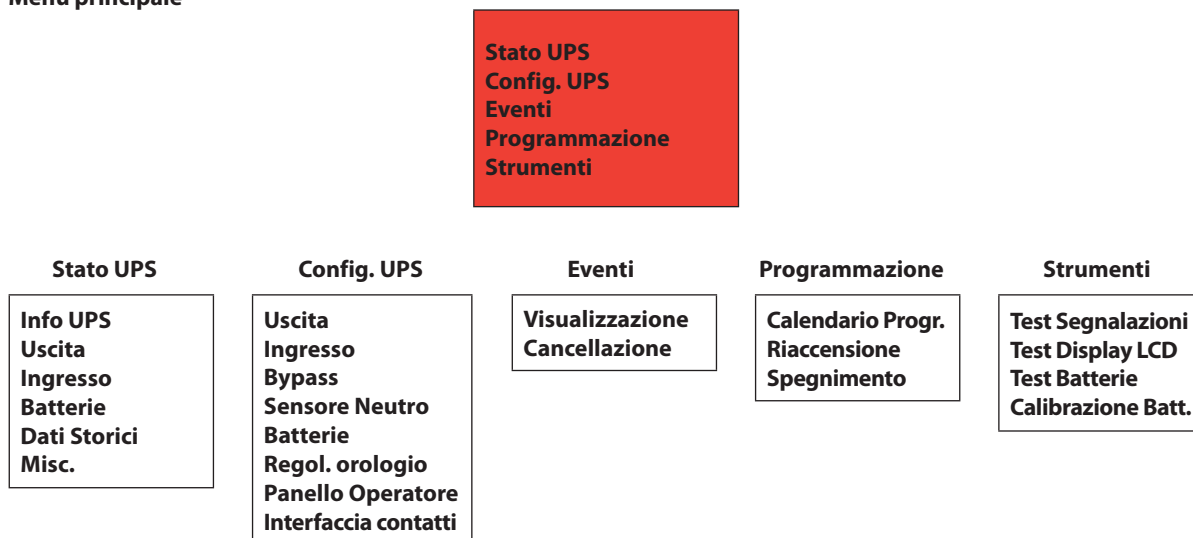 Menu principale
Stato UPS
Config. UPS
Eventi
Programmazione
Strumenti
Stato UPS
Info UPS
Uscita
Ingresso
Batterie
Dati Storici
Misc.
Config. UPS
Uscita
Ingresso
Bypass
Sensore Neutro
Batterie
Regol. orologio
Panello Operatore
Interfaccia contatti
Eventi
Visualizzazione
Cancellazione
Programmazione
Calendario Progr.
Riaccensione
Spegnimento
Strumenti
Test Segnalazioni
Test Display LCD
Test Batterie
Calibrazione Batt.